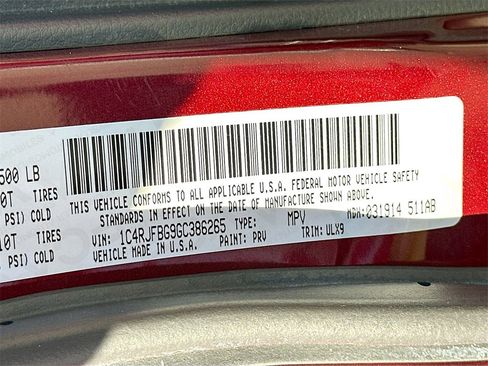 500 LB
0T TIRES
PSI) COLD
10T TIRES
PSI) COLD
THIS VEHICLE CONFORMS TO ALL APPLICABLE U.S.A. FEDERAL MOTOR VEHICLE SAFETY
STANDARDS IN EFFECT ON THE DATE OF MANUFACTURE SHOWN ABOVE.
VIN: 1C4RJFBG9GC386265 TYPE: MPV MDH:031914 511AB
VEHICLE MADE IN U.S.A. PAINT: PRV TRIM: ULX9